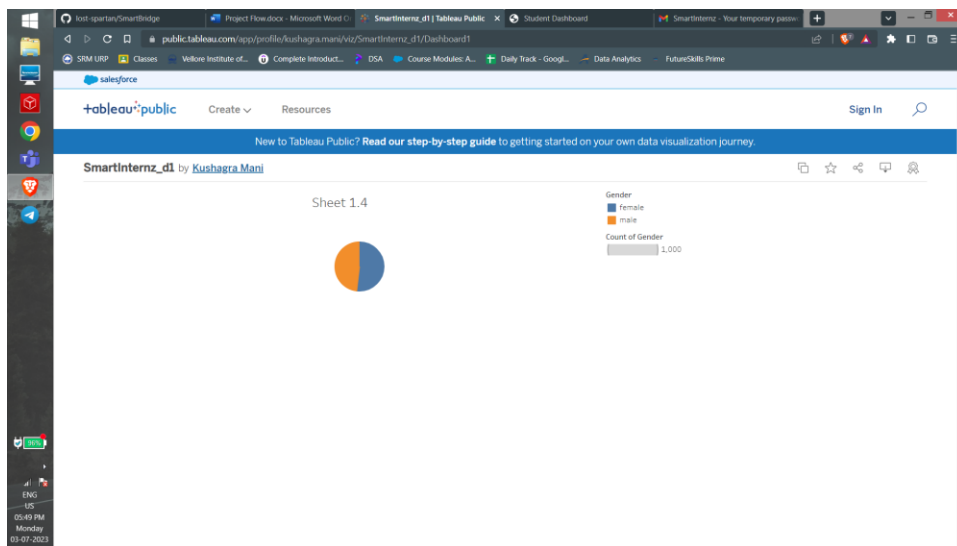 lost-spartan/SmartBridge
Project Flow.docx - Microsoft Word O
SmartInternz_d1 | Tableau Public
Student Dashboard
SmartInternz - Your temporary passw
public.tableau.com/app/profile/kushagra.mani/viz/SmartInternz_d1/Dashboard1
SRM URP
Classes
Vellore Institute of...
Complete Introduct...
DSA
Course Modules: A...
Daily Track - Googl...
Data Analytics
FutureSkills Prime
salesforce
+ableau public
Create
Resources
Sign In
New to Tableau Public? Read our step-by-step guide to getting started on your own data visualization journey.
SmartInternz_d1 by Kushagra Mani
Sheet 1.4
Gender
female
male
Count of Gender
1,000
96%
ENG
US
05:49 PM
Monday
03-07-2023